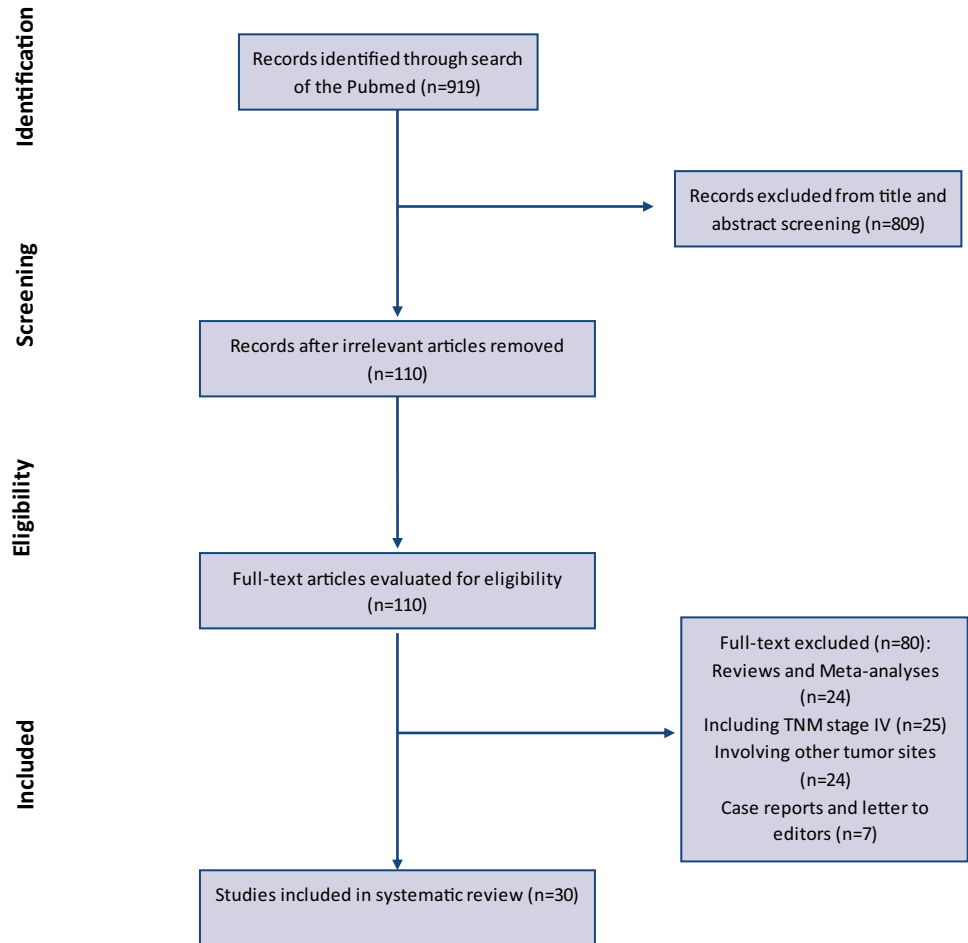 Identification
Records identified through search
of the Pubmed (n=919)
Records excluded from title and
abstract screening (n=809)
Screening
Records after irrelevant articles removed
(n=110)
Eligibility
Full-text articles evaluated for eligibility
(n=110)
Full-text excluded (n=80):
Reviews and Meta-analyses
(n=24)
Including TNM stage IV (n=25)
Involving other tumor sites
(n=24)
Case reports and letter to
editors (n=7)
Included
Studies included in systematic review (n=30)